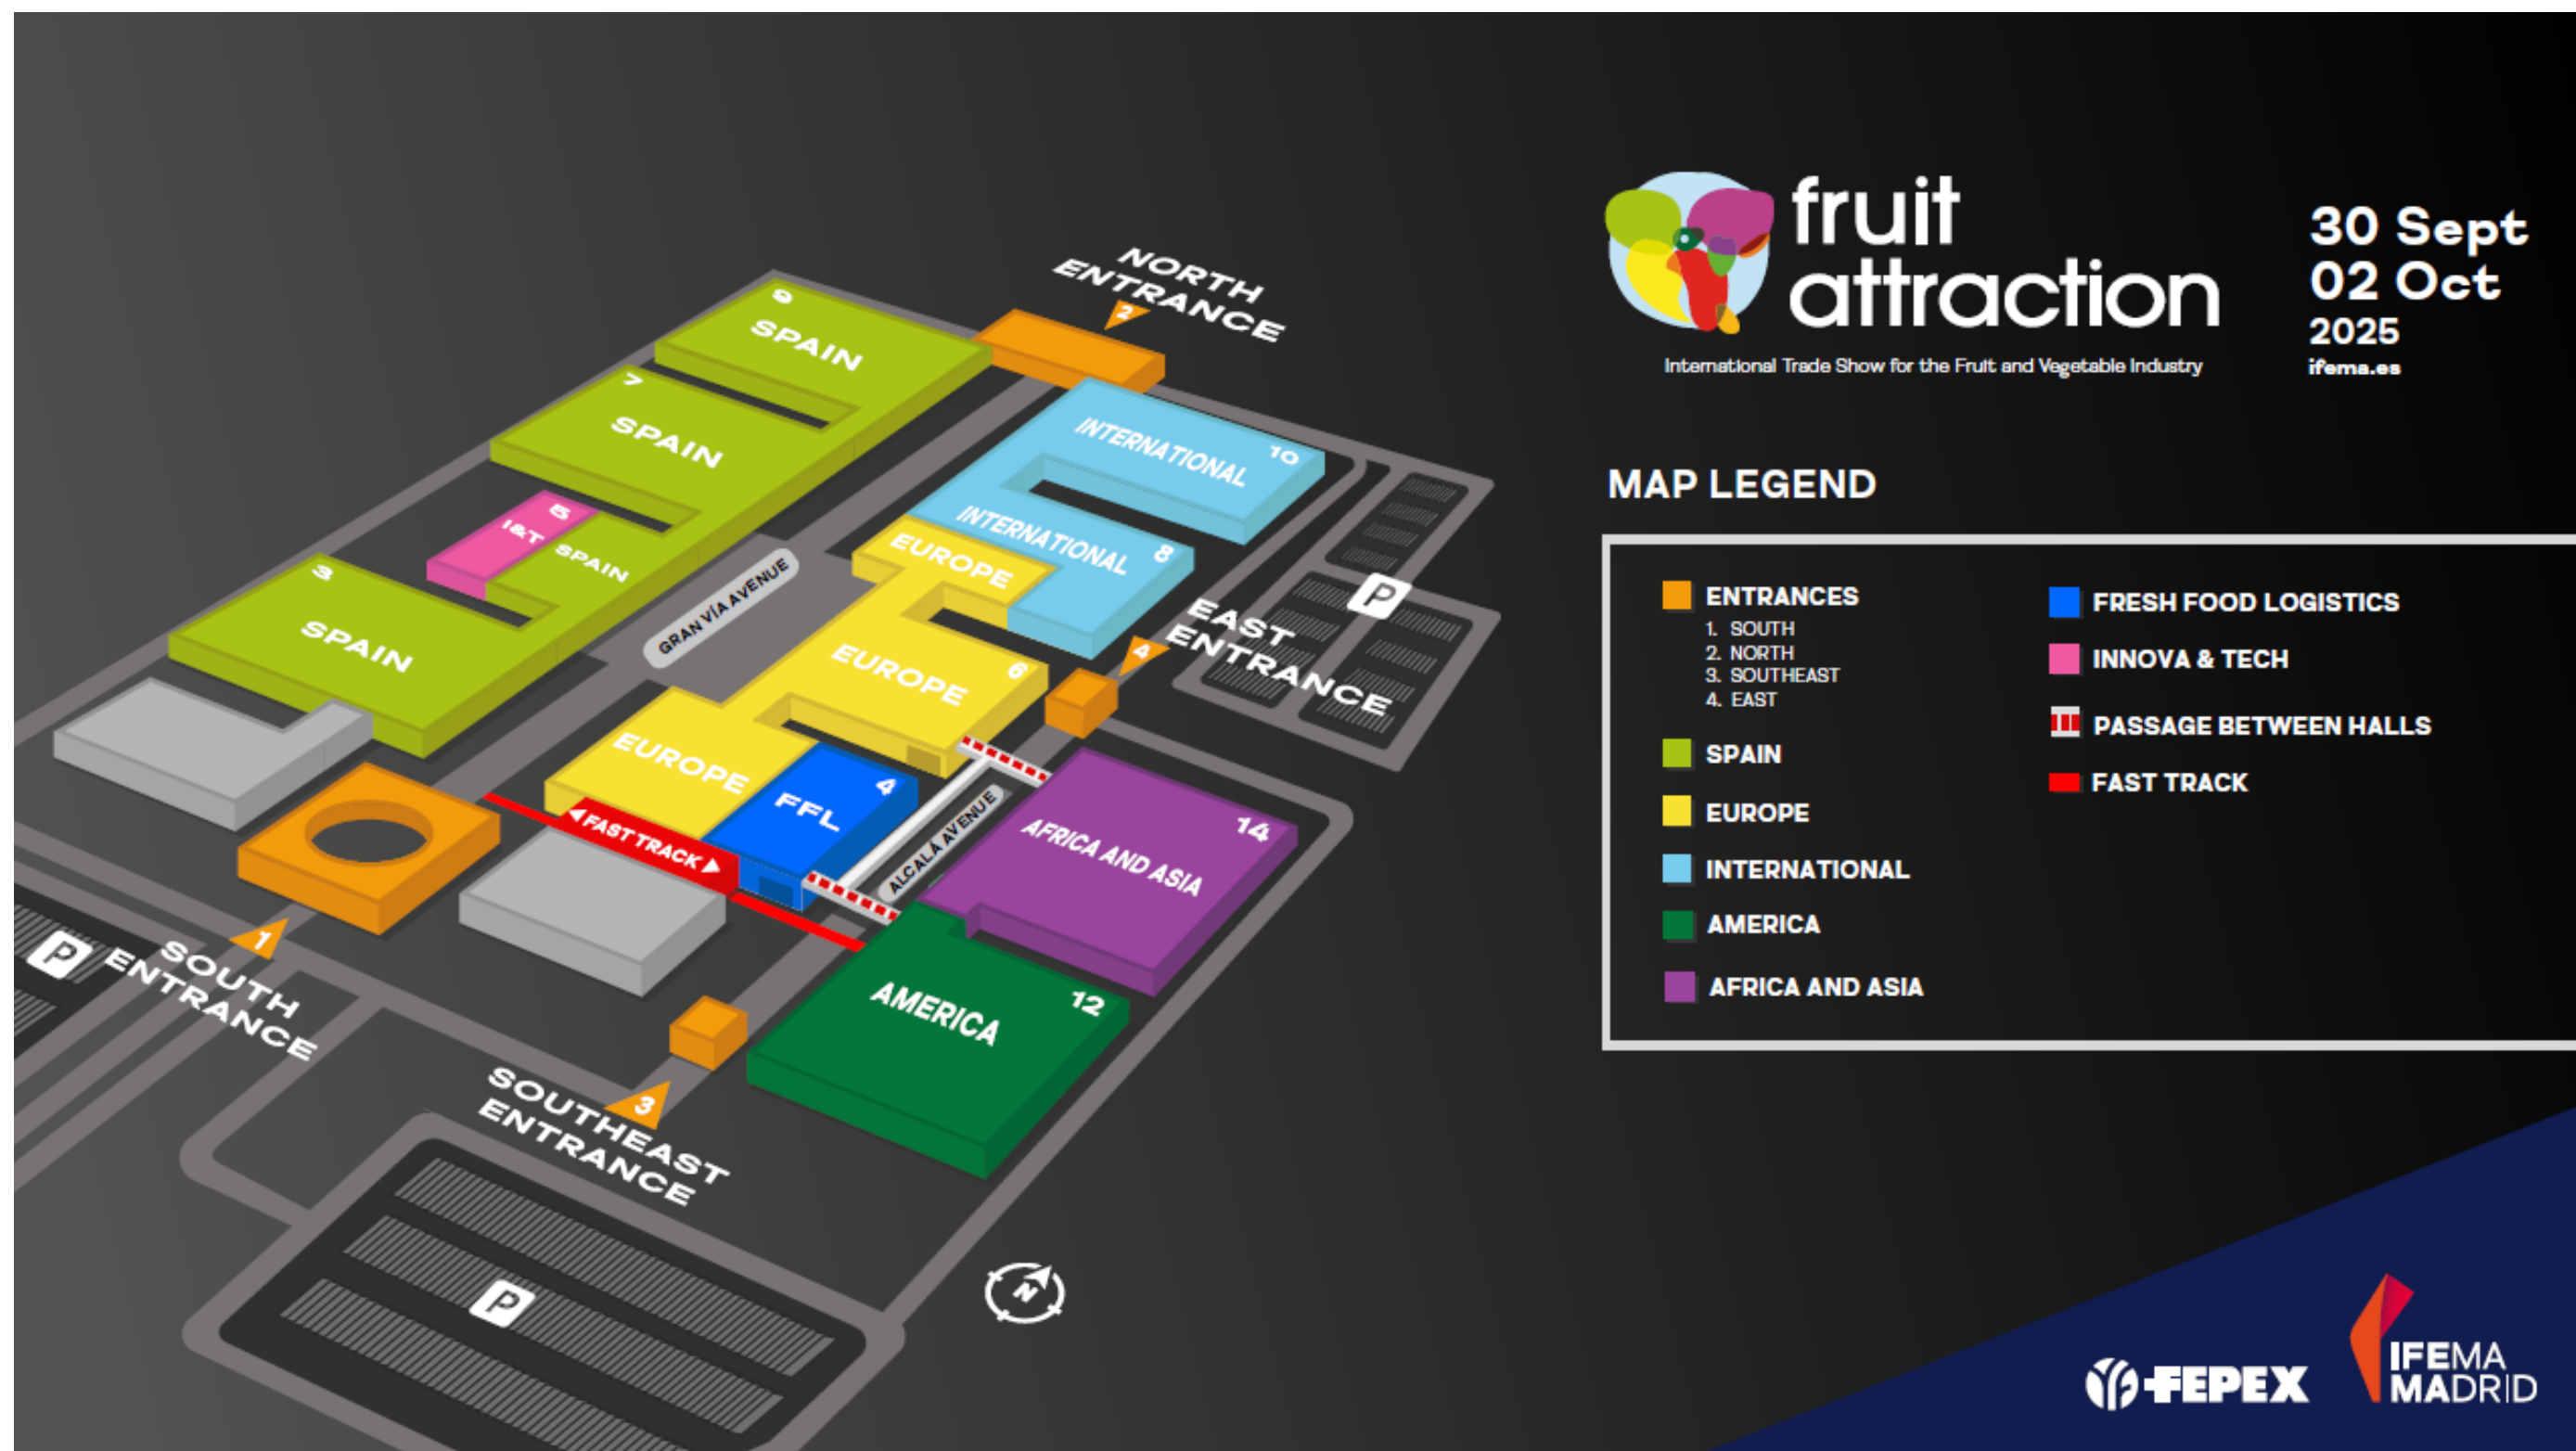 fruit
attraction
International Trade Show for the Fruit and Vegetable Industry
30 Sept
02 Oct
2025
ifema.es
NORTH
ENTRANCE
2
9
SPAIN
7
SPAIN
5
I&T
SPAIN
3
SPAIN
INTERNATIONAL
10
INTERNATIONAL
8
EUROPE
EUROPE
6
EUROPE
FFL
4
GRAN VÍA AVENUE
EAST
ENTRANCE
4
P
FAST TRACK
ALCALÁ AVENUE
AFRICA AND ASIA
14
AMERICA
12
1
SOUTH
ENTRANCE
P
3
SOUTHEAST
ENTRANCE
P
N
MAP LEGEND
ENTRANCES
1. SOUTH
2. NORTH
3. SOUTHEAST
4. EAST
SPAIN
EUROPE
INTERNATIONAL
AMERICA
AFRICA AND ASIA
FRESH FOOD LOGISTICS
INNOVA & TECH
PASSAGE BETWEEN HALLS
FAST TRACK
FEPEX
IFEMA
MADRID